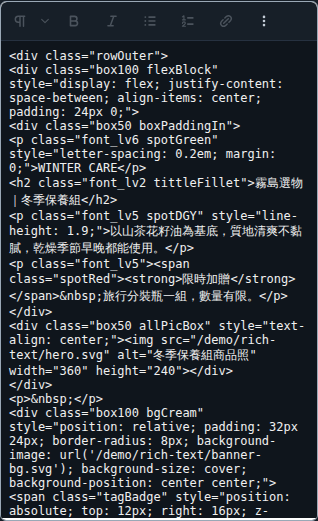 <div class="rowOuter">
<div class="box100 flexBlock"
style="display: flex; justify-content:
space-between; align-items: center;
padding: 24px 0;">
<div class="box50 boxPaddingIn">
<p class="font_lv6 spotGreen"
style="letter-spacing: 0.2em; margin:
0;">WINTER CARE</p>
<h2 class="font_lv2 tittleFillet">霧島選物
｜冬季保養組</h2>
<p class="font_lv5 spotDGY" style="line-
height: 1.9;">以山茶花籽油為基底，質地清爽不黏
膩，乾燥季節早晚都能使用。</p>
<p class="font_lv5"><span
class="spotRed"><strong>限時加贈</strong>
</span>&nbsp;旅行分裝瓶一組，數量有限。</p>
</div>
<div class="box50 allPicBox" style="text-
align: center;"><img src="/demo/rich-
text/hero.svg" alt="冬季保養組商品照"
width="360" height="240"></div>
</div>
<p>&nbsp;</p>
<div class="box100 bgCream"
style="position: relative; padding: 32px
24px; border-radius: 8px; background-
image: url('/demo/rich-text/banner-
bg.svg'); background-size: cover;
background-position: center center;">
<span class="tagBadge" style="position:
absolute; top: 12px; right: 16px; z-